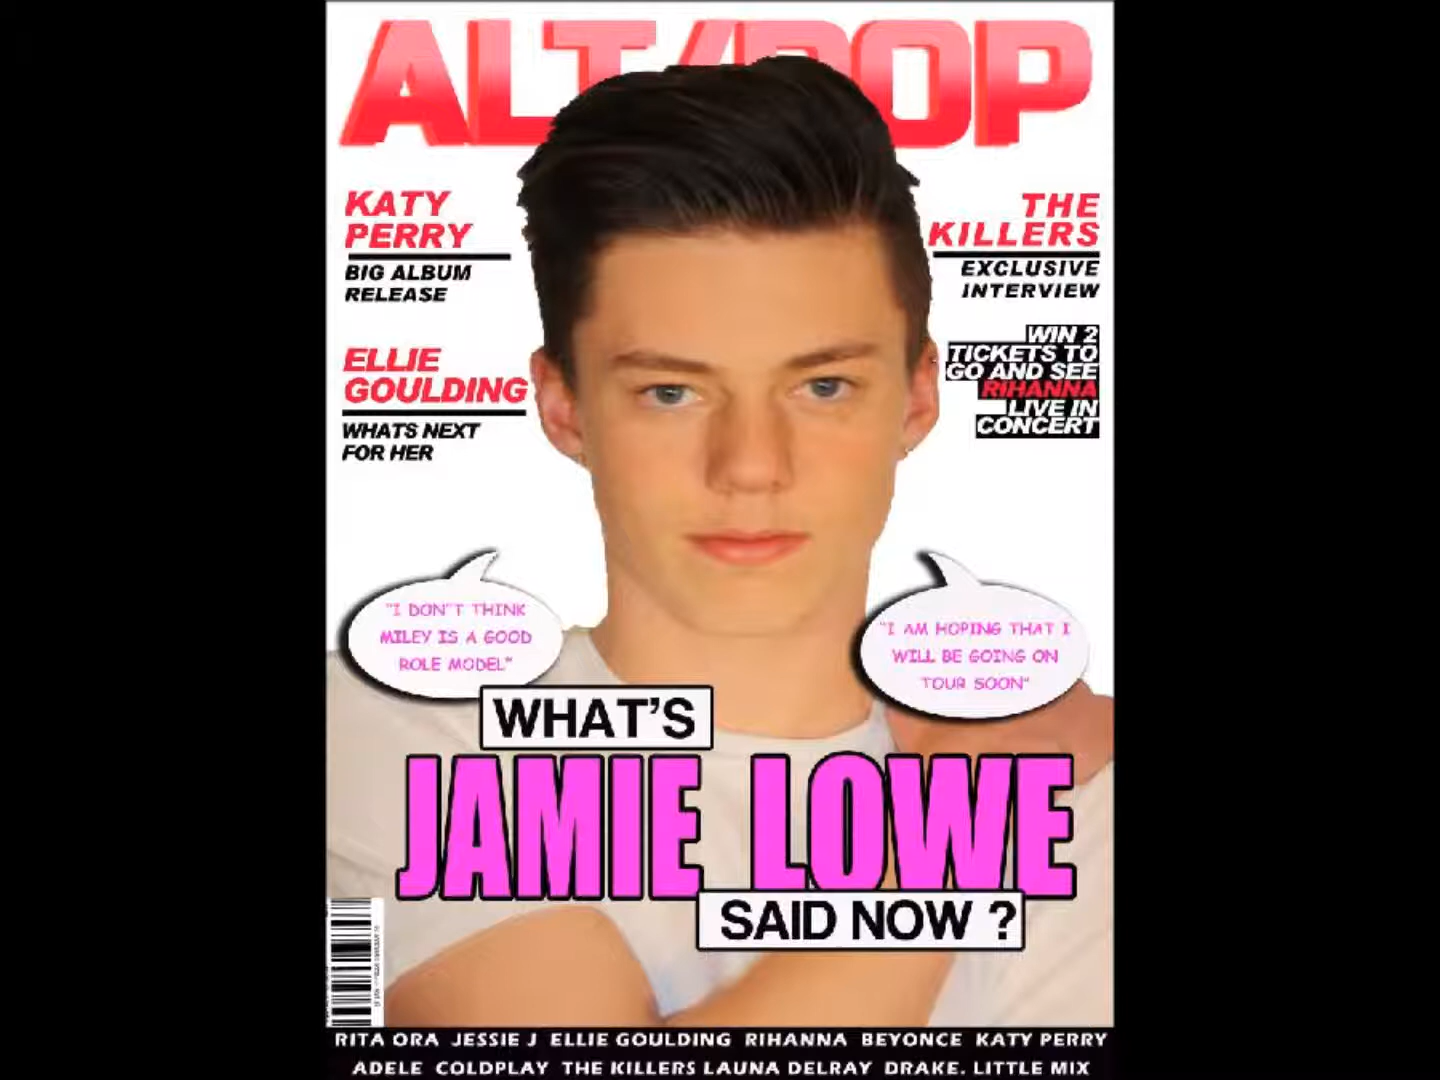 ALT/POP
KATY
PERRY
BIG ALBUM
RELEASE
ELLIE
GOULDING
WHATS NEXT
FOR HER
THE
KILLERS
EXCLUSIVE
INTERVIEW
WIN 2
TICKETS TO
GO AND SEE
RIHANNA
LIVE IN
CONCERT
"I DON"T THINK
MILEY IS A GOOD
ROLE MODEL"
"I AM HOPING THAT I
WILL BE GOING ON
TOUR SOON"
WHAT'S
JAMIE LOWE
SAID NOW ?
RITA ORA JESSIE J ELLIE GOULDING RIHANNA BEYONCE KATY PERRY
ADELE COLDPLAY THE KILLERS LAUNA DELRAY DRAKE. LITTLE MIX